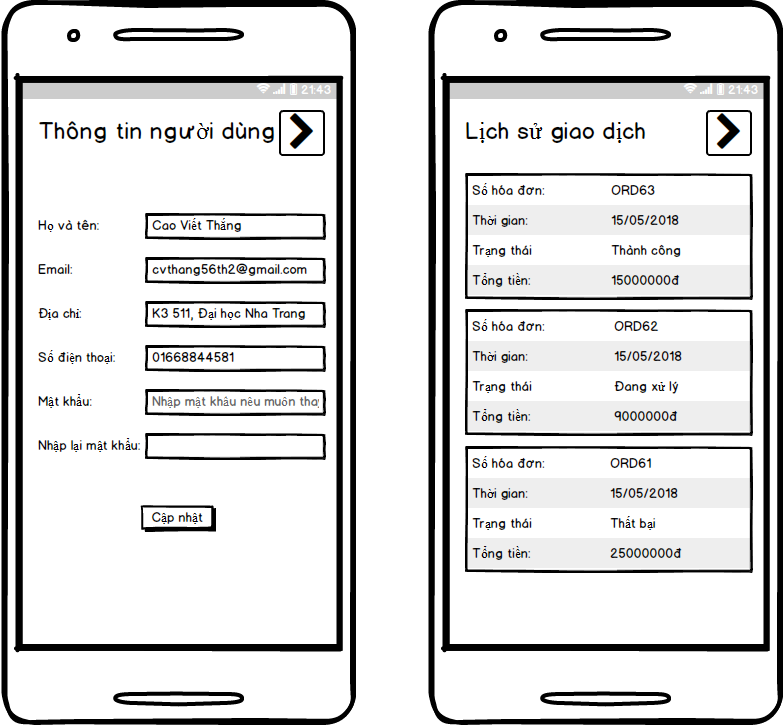 21:43
Thông tin người dùng
Họ và tên: Cao Viết Thắng
Email: cvthang56th2@gmail.com
Địa chỉ: K3 511, Đại học Nha Trang
Số điện thoại: 01668844581
Mật khẩu: Nhập mật khẩu nếu muốn thay
Nhập lại mật khẩu:
Cập nhật
21:43
Lịch sử giao dịch
Số hóa đơn: ORD63
Thời gian: 15/05/2018
Trạng thái Thành công
Tổng tiền: 15000000đ
Số hóa đơn: ORD62
Thời gian: 15/05/2018
Trạng thái Đang xử lý
Tổng tiền: 9000000đ
Số hóa đơn: ORD61
Thời gian: 15/05/2018
Trạng thái Thất bại
Tổng tiền: 25000000đ